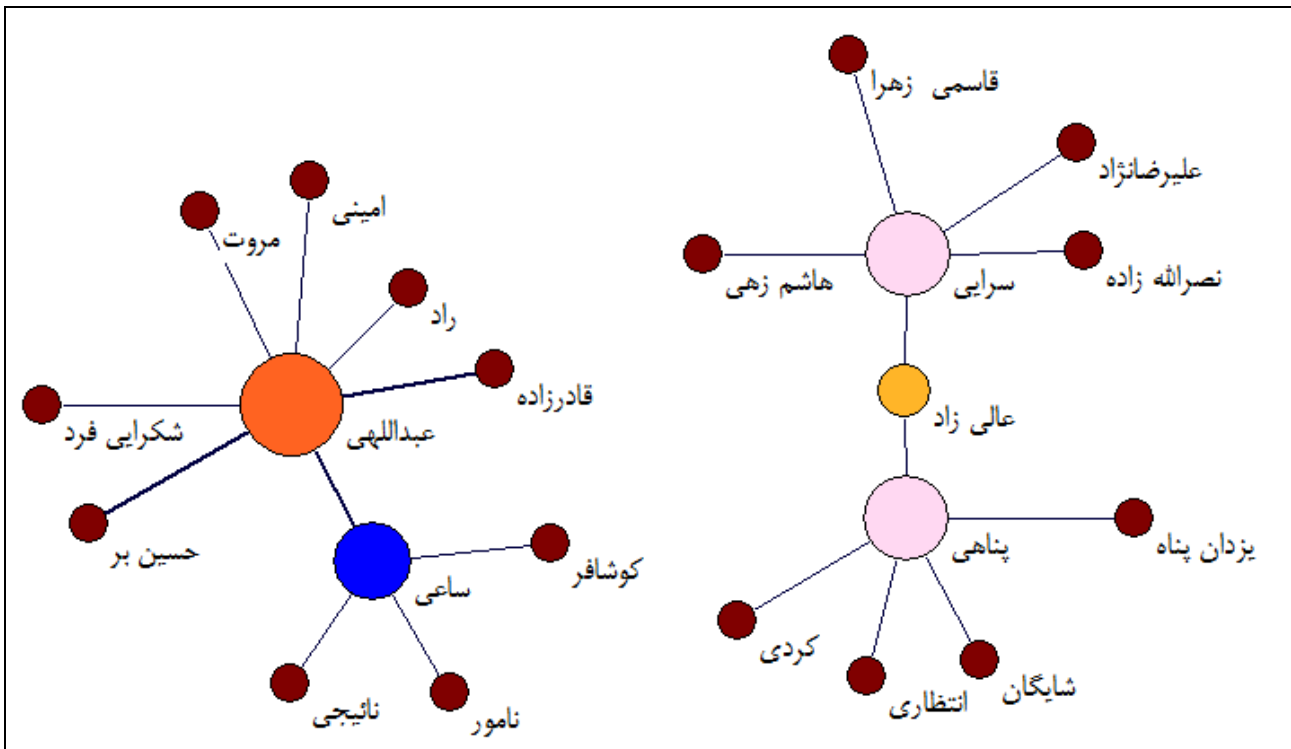 قاسمی زهرا
علیرضانژاد
نصرالله زاده
سرایی
هاشم زهی
عالی زاد
پناهی
یزدان پناه
کردی
انتظاری
شایگان
امینی
مروت
راد
قادرزاده
عبداللهی
شکرایی فرد
حسین بر
ساعی
کوشافر
نائیجی
نامور